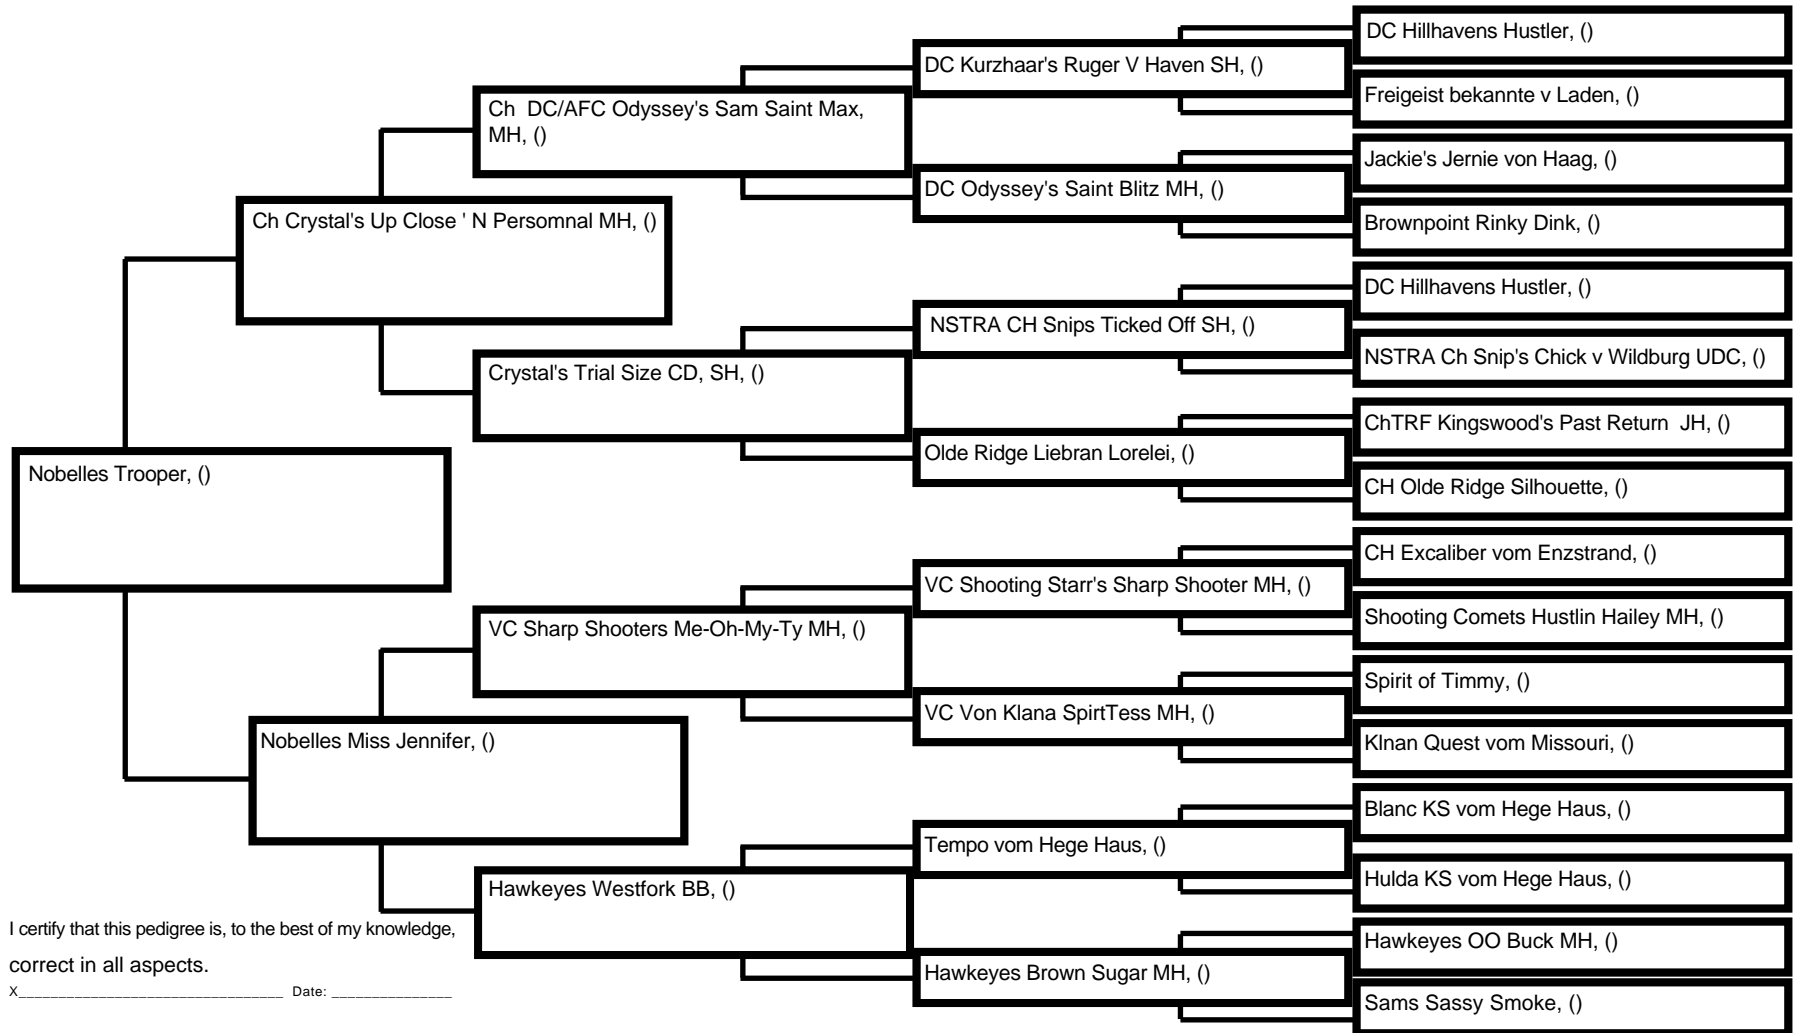 Nobelles Trooper, ()
Ch Crystal's Up Close ' N Persomnal MH, ()
Nobelles Miss Jennifer, ()
Ch  DC/AFC Odyssey's Sam Saint Max,
MH, ()
Crystal's Trial Size CD, SH, ()
VC Sharp Shooters Me-Oh-My-Ty MH, ()
Hawkeyes Westfork BB, ()
DC Kurzhaar's Ruger V Haven SH, ()
DC Odyssey's Saint Blitz MH, ()
NSTRA CH Snips Ticked Off SH, ()
Olde Ridge Liebran Lorelei, ()
VC Shooting Starr's Sharp Shooter MH, ()
VC Von Klana SpirtTess MH, ()
Tempo vom Hege Haus, ()
Hawkeyes Brown Sugar MH, ()
DC Hillhavens Hustler, ()
Freigeist bekannte v Laden, ()
Jackie's Jernie von Haag, ()
Brownpoint Rinky Dink, ()
DC Hillhavens Hustler, ()
NSTRA Ch Snip's Chick v Wildburg UDC, ()
ChTRF Kingswood's Past Return  JH, ()
CH Olde Ridge Silhouette, ()
CH Excaliber vom Enzstrand, ()
Shooting Comets Hustlin Hailey MH, ()
Spirit of Timmy, ()
Klnan Quest vom Missouri, ()
Blanc KS vom Hege Haus, ()
Hulda KS vom Hege Haus, ()
Hawkeyes OO Buck MH, ()
Sams Sassy Smoke, ()
I certify that this pedigree is, to the best of my knowledge,
correct in all aspects.
X_________________________________ Date: _______________